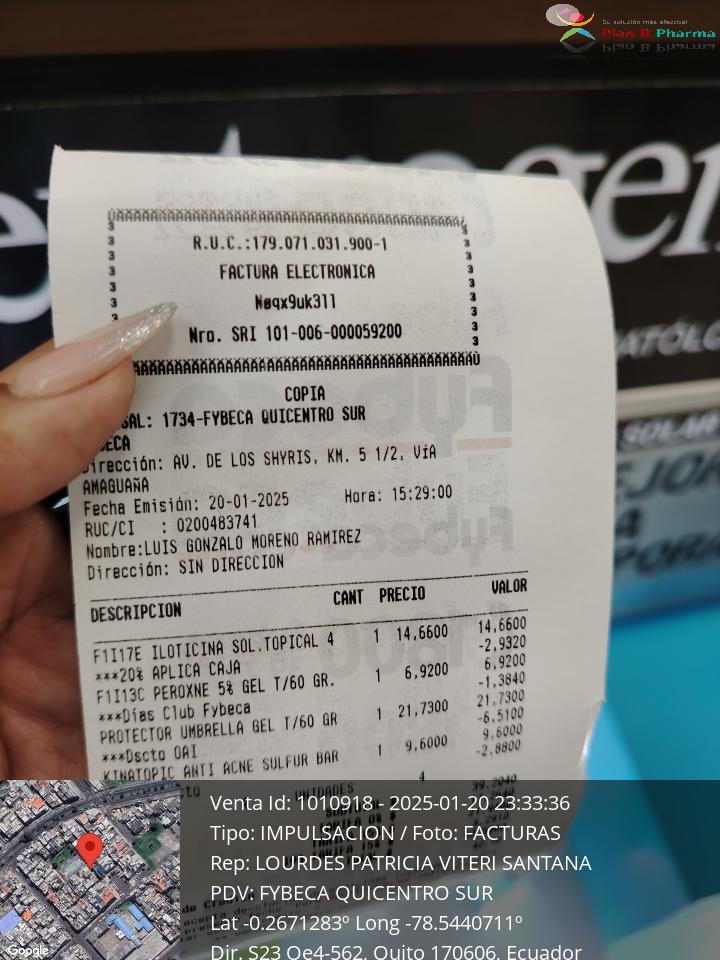 Su solución más efectiva!
Plan B Pharma
R.U.C.:179.071.031.900-1
FACTURA ELECTRONICA
Nøqx9uk3ll
Nro. SRI 101-006-000059200
COPIA
SAL: 1734-FYBECA QUICENTRO SUR
BECA
Dirección: AV. DE LOS SHYRIS, KM. 5 1/2, VÍA
AMAGUAÑA
Fecha Emisión: 20-01-2025 Hora: 15:29:00
RUC/CI : 0200483741
Nombre:LUIS GONZALO MORENO RAMIREZ
Dirección: SIN DIRECCION
DESCRIPCION CANT PRECIO VALOR
F1I17E ILOTICINA SOL.TOPICAL 4 1 14,6600 14,6600
***20% APLICA CAJA -2,9320
F1I13C PEROXNE 5% GEL T/60 GR. 1 6,9200 6,9200
***Días Club Fybeca -1,3840
PROTECTOR UMBRELLA GEL T/60 GR 1 21,7300 21,7300
***Dscto OAI -6,5100
KINATOPIC ANTI ACNE SULFUR BAR 1 9,6000 9,6000
cto -2,8800
UNIDADES 4
SOLAR
Venta Id: 1010918 - 2025-01-20 23:33:36
Tipo: IMPULSACION / Foto: FACTURAS
Rep: LOURDES PATRICIA VITERI SANTANA
PDV: FYBECA QUICENTRO SUR
Lat -0.2671283º Long -78.5440711º
Dir. S23 Oe4-562, Quito 170606, Ecuador
Google